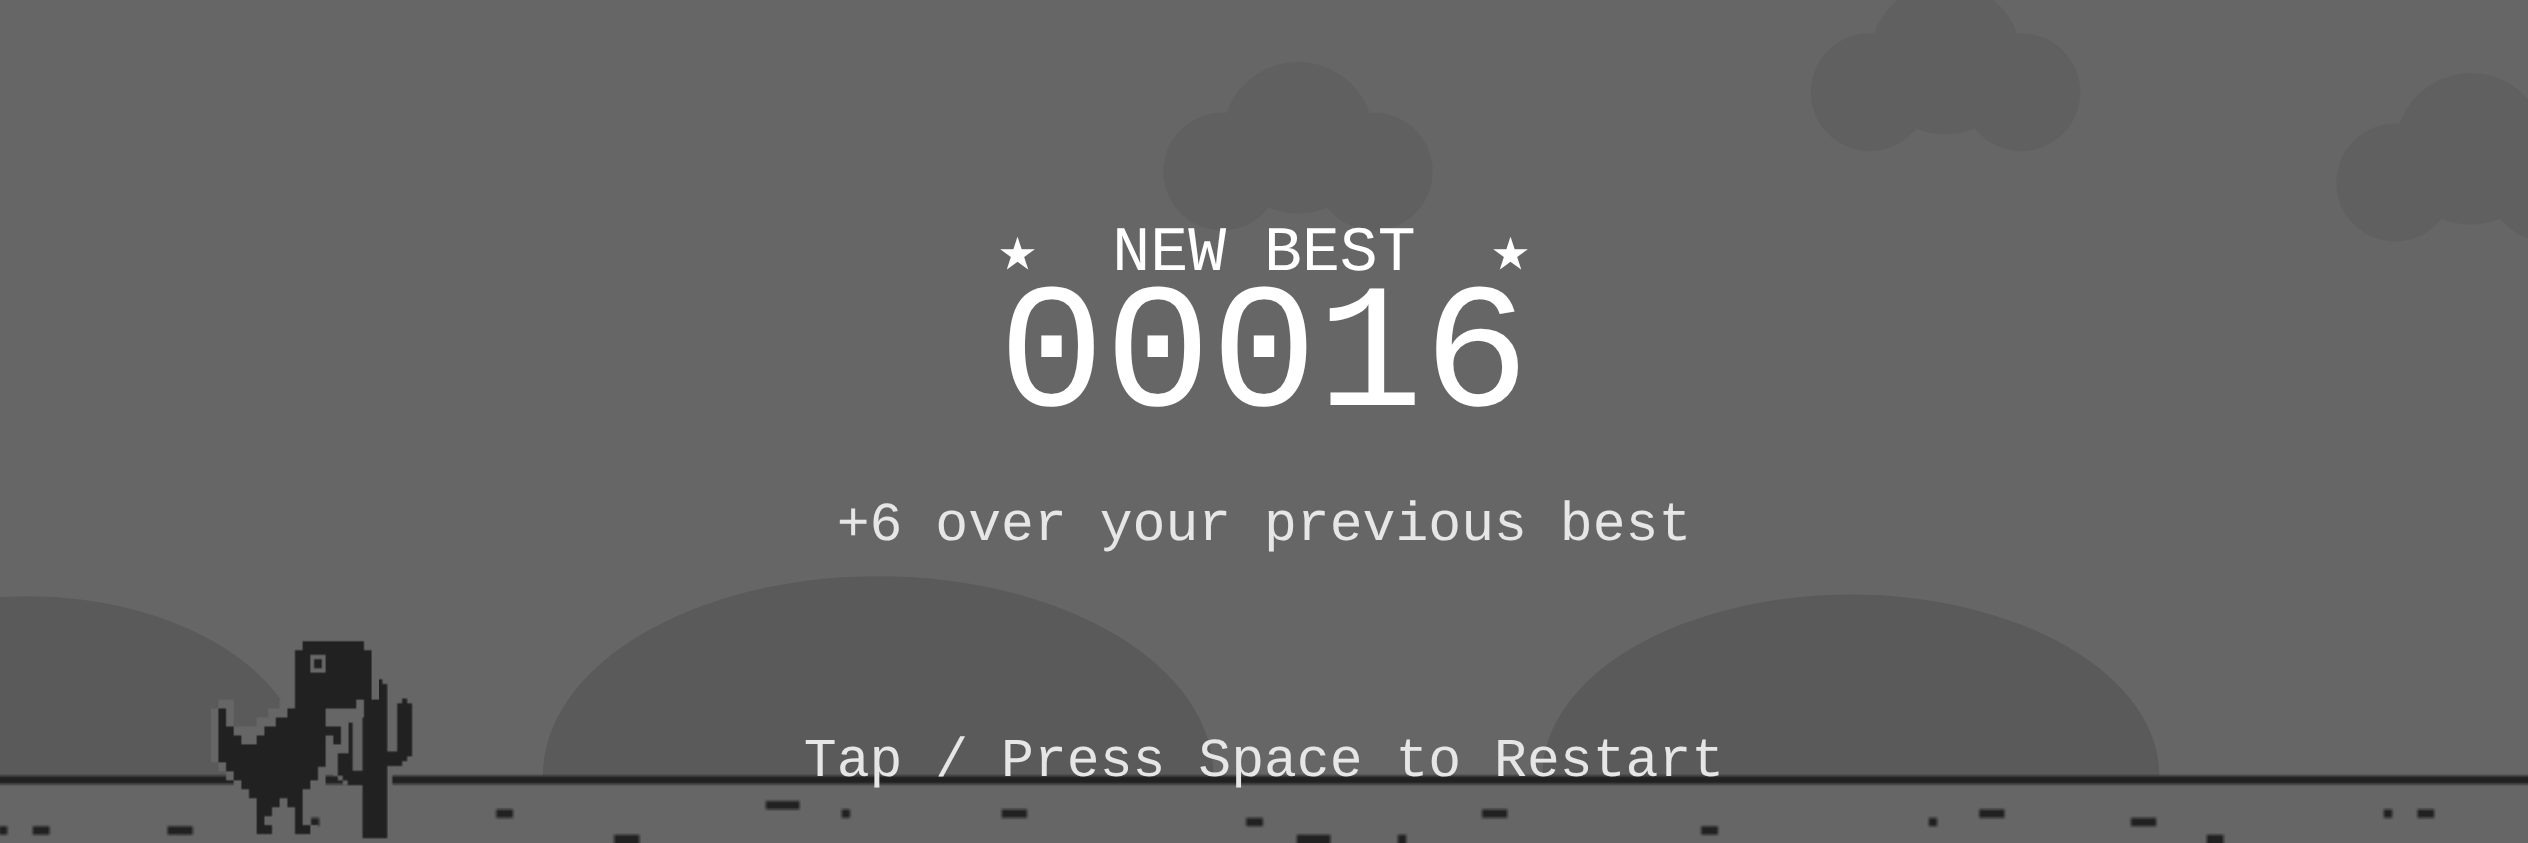 ★ NEW BEST ★
00016
+6 over your previous best
Tap / Press Space to Restart